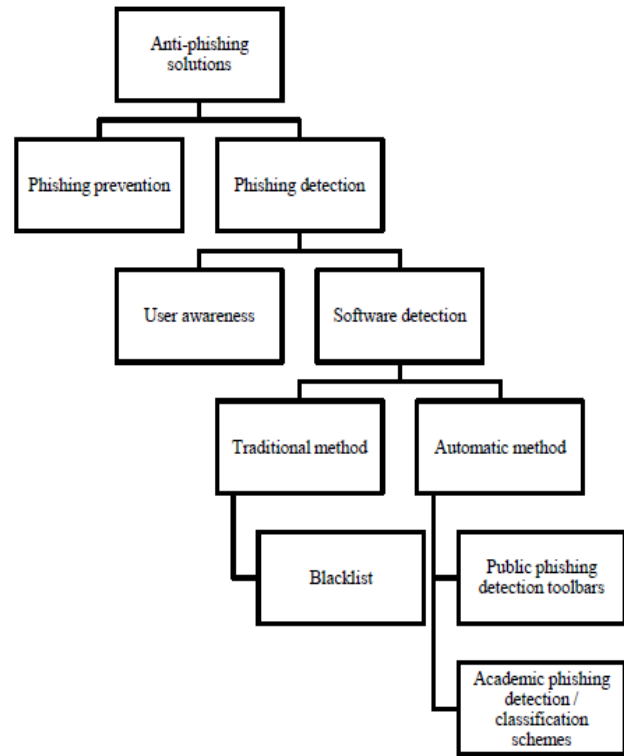 Anti-phishing
solutions
Phishing prevention
Phishing detection
User awareness
Software detection
Traditional method
Automatic method
Blacklist
Public phishing
detection toolbars
Academic phishing
detection /
classification
schemes